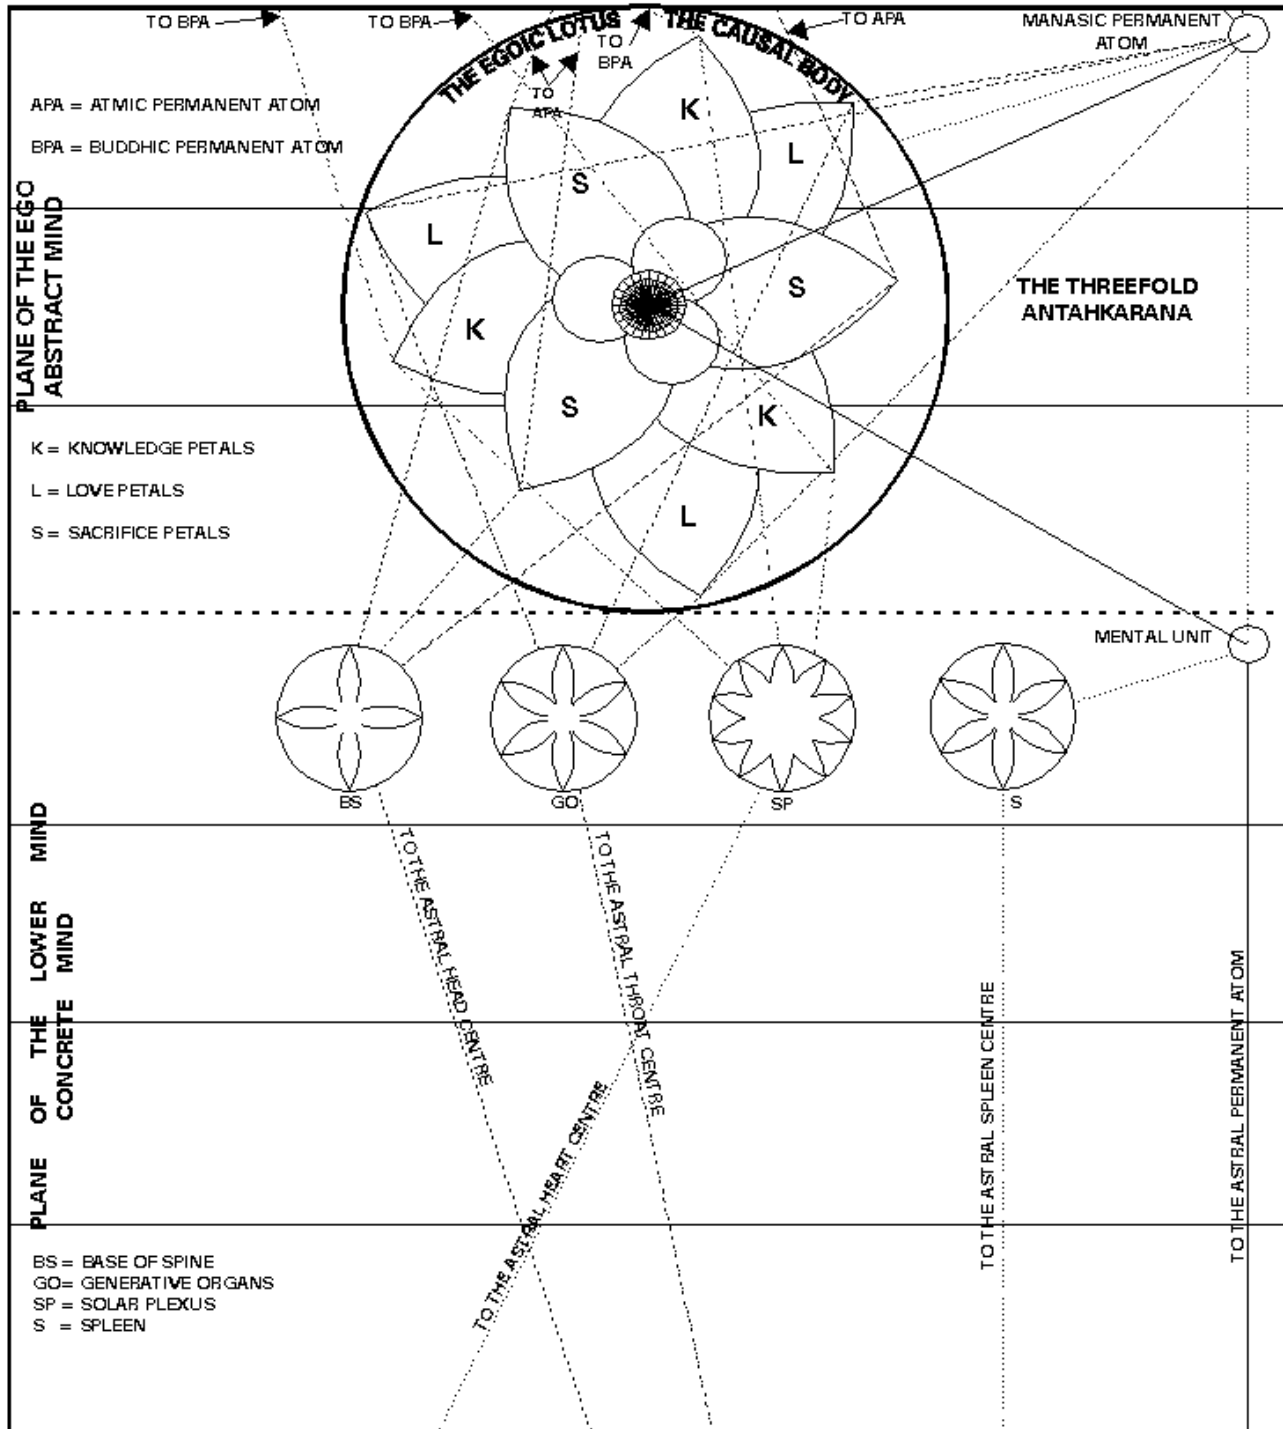 TO BPA
TO BPA
THE EGOIC LOTUS
THE CAUSAL BODY
TO APA
MANASIC PERMANENT
ATOM
TO
BPA
TO
APA
APA = ATMIC PERMANENT ATOM
BPA = BUDDHIC PERMANENT ATOM
K
L
S
L
S
K
S
K
L
PLANE OF THE EGO
ABSTRACT MIND
THE THREEFOLD
ANTAHKARANA
K = KNOWLEDGE PETALS
L = LOVE PETALS
S = SACRIFICE PETALS
MENTAL UNIT
BS
GO
SP
S
PLANE OF THE LOWER MIND
CONCRETE MIND
TO THE ASTRAL HEAD CENTRE
TO THE ASTRAL THROAT CENTRE
TO THE ASTRAL HEART CENTRE
TO THE ASTRAL SPLEEN CENTRE
TO THE ASTRAL PERMANENT ATOM
BS = BASE OF SPINE
GO= GENERATIVE ORGANS
SP = SOLAR PLEXUS
S = SPLEEN